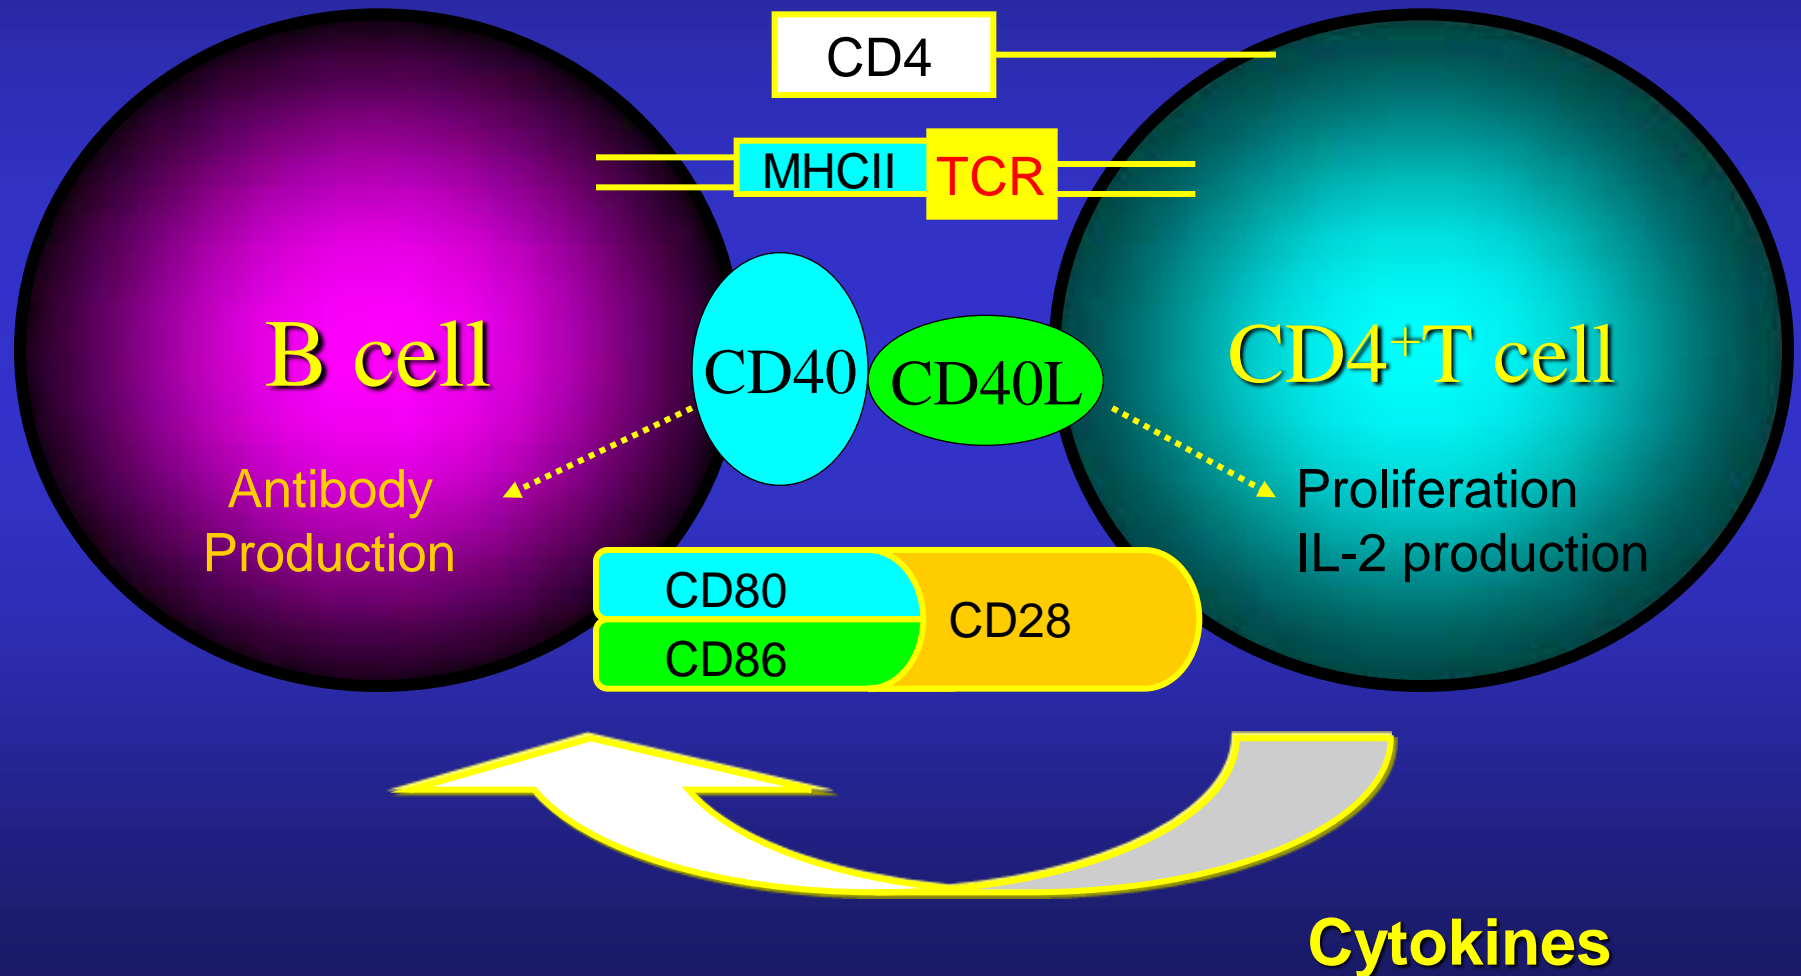 CD4
MHCII TCR
B cell
CD40
CD40L
CD4⁺T cell
Antibody
Production
Proliferation
IL-2 production
CD80
CD86
CD28
Cytokines